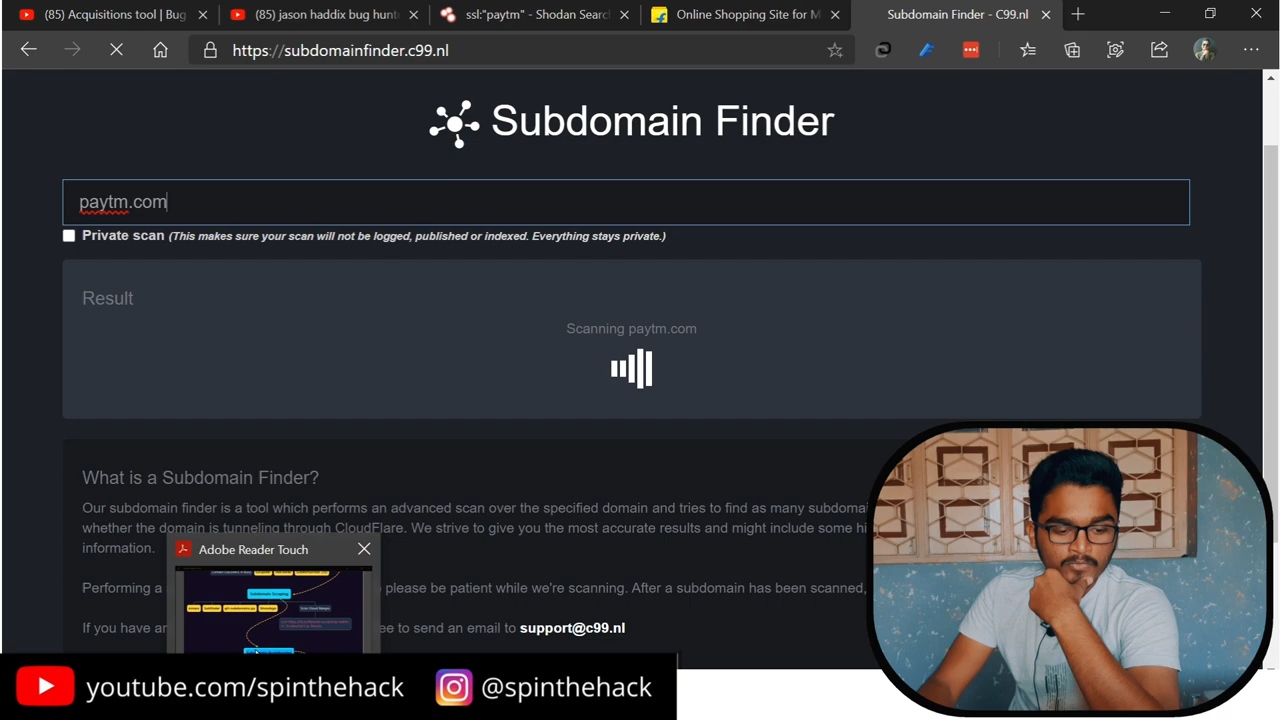 (85) Acquisitions tool | Bug
(85) jason haddix bug hunt
ssl:"paytm" - Shodan Searc
Online Shopping Site for M
Subdomain Finder - C99.nl
https://subdomainfinder.c99.nl
Subdomain Finder
paytm.com
Private scan (This makes sure your scan will not be logged, published or indexed. Everything stays private.)
Result
Scanning paytm.com
What is a Subdomain Finder?
Our subdomain finder is a tool which performs an advanced scan over the specified domain and tries to find as many subdomai
whether the domain is tunneling through CloudFlare. We strive to give you the most accurate results and might include some hi
information.
Adobe Reader Touch
Performing a
please be patient while we're scanning. After a subdomain has been scanned,
Subdomain Scraping
If you have an
ee to send an email to support@c99.nl
youtube.com/spinthehack
@spinthehack